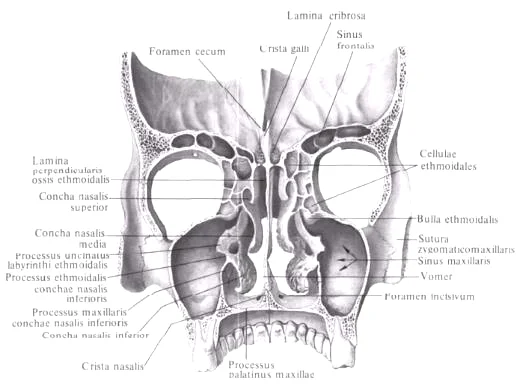 Lamina cribrosa
Foramen cecum
Crista galli
Sinus
frontalis
Lamina
perpendicularis
ossis ethmoidalis
Concha nasalis
superior
Concha nasalis
media
Processus uncinatus
labyrinthi ethmoidalis
Processus ethmoidalis
conchae nasalis
inferioris
Processus maxillaris
conchae nasalis inferioris
Concha nasalis inferior
Crista nasalis
Processus
palatinus maxillae
Cellulae
ethmoidales
Bulla ethmoidalis
Sutura
zygomaticomaxillaris
Sinus maxillaris
Vomer
Foramen incisivum